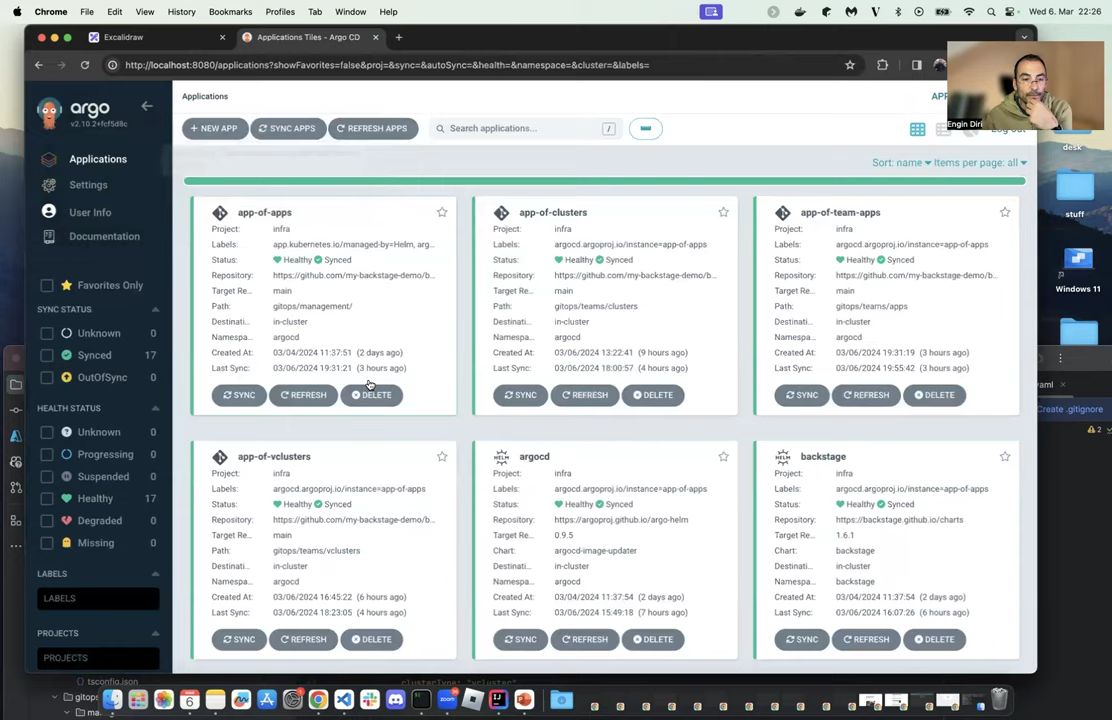 Chrome File Edit View History Bookmarks Profiles Tab Window Help Wed 6. Mar 22:26
Excalidraw Applications Tiles - Argo CD
http://localhost:8080/applications?showFavorites=false&proj=&sync=&autoSync=&health=&namespace=&cluster=&labels=
Engin Diri
desk
stuff
Windows 11
argo
v2.10.2+fcf5d8c
Applications
Settings
User Info
Documentation
Favorites Only
SYNC STATUS
Unknown 0
Synced 17
OutOfSync 0
HEALTH STATUS
Unknown 0
Progressing 0
Suspended 0
Healthy 17
Degraded 0
Missing 0
LABELS
LABELS
PROJECTS
PROJECTS
Applications
+ NEW APP SYNC APPS REFRESH APPS Search applications... /
Sort: name Items per page: all
app-of-apps
Project: infra
Labels: app.kubernetes.io/managed-by=Helm, arg...
Status: Healthy Synced
Repository: https://github.com/my-backstage-demo/b...
Target Re... main
Path: gitops/management/
Destinati... in-cluster
Namespa... argocd
Created At: 03/04/2024 11:37:51 (2 days ago)
Last Sync: 03/06/2024 19:31:21 (3 hours ago)
SYNC REFRESH DELETE
app-of-clusters
Project: infra
Labels: argocd.argoproj.io/instance=app-of-apps
Status: Healthy Synced
Repository: https://github.com/my-backstage-demo/b...
Target Re... main
Path: gitops/teams/clusters
Destinati... in-cluster
Namespa... argocd
Created At: 03/06/2024 13:22:41 (9 hours ago)
Last Sync: 03/06/2024 18:00:57 (4 hours ago)
SYNC REFRESH DELETE
app-of-team-apps
Project: infra
Labels: argocd.argoproj.io/instance=app-of-apps
Status: Healthy Synced
Repository: https://github.com/my-backstage-demo/b...
Target Re... main
Path: gitops/teams/apps
Destinati... in-cluster
Namespa... argocd
Created At: 03/06/2024 19:31:19 (3 hours ago)
Last Sync: 03/06/2024 19:55:42 (3 hours ago)
SYNC REFRESH DELETE
app-of-vclusters
Project: infra
Labels: argocd.argoproj.io/instance=app-of-apps
Status: Healthy Synced
Repository: https://github.com/my-backstage-demo/b...
Target Re... main
Path: gitops/teams/vclusters
Destinati... in-cluster
Namespa... argocd
Created At: 03/06/2024 16:45:22 (6 hours ago)
Last Sync: 03/06/2024 18:23:05 (4 hours ago)
SYNC REFRESH DELETE
HELM argocd
Project: infra
Labels: argocd.argoproj.io/instance=app-of-apps
Status: Healthy Synced
Repository: https://argoproj.github.io/argo-helm
Target Re... 0.9.5
Chart: argocd-image-updater
Destinati... in-cluster
Namespa... argocd
Created At: 03/04/2024 11:37:54 (2 days ago)
Last Sync: 03/06/2024 15:49:18 (7 hours ago)
SYNC REFRESH DELETE
HELM backstage
Project: infra
Labels: argocd.argoproj.io/instance=app-of-apps
Status: Healthy Synced
Repository: https://backstage.github.io/charts
Target Re... 1.6.1
Chart: backstage
Destinati... in-cluster
Namespa... backstage
Created At: 03/04/2024 11:37:54 (2 days ago)
Last Sync: 03/06/2024 16:07:26 (6 hours ago)
SYNC REFRESH DELETE
Create .gitignore
2
tsconfig.json
gitops